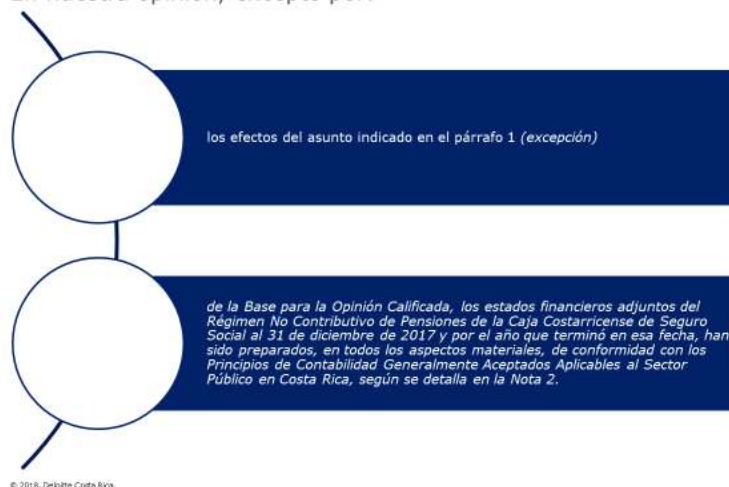 En nuestra opinión, excepto por:
los efectos del asunto indicado en el párrafo 1 (excepción)
de la Base para la Opinión Calificada, los estados financieros adjuntos del
Régimen No Contributivo de Pensiones de la Caja Costarricense de Seguro
Social al 31 de diciembre de 2017 y por el año que terminó en esa fecha, han
sido preparados, en todos los aspectos materiales, de conformidad con los
Principios de Contabilidad Generalmente Aceptados Aplicables al Sector
Público en Costa Rica, según se detalla en la Nota 2.
© 2018. Deloitte Costa Rica.